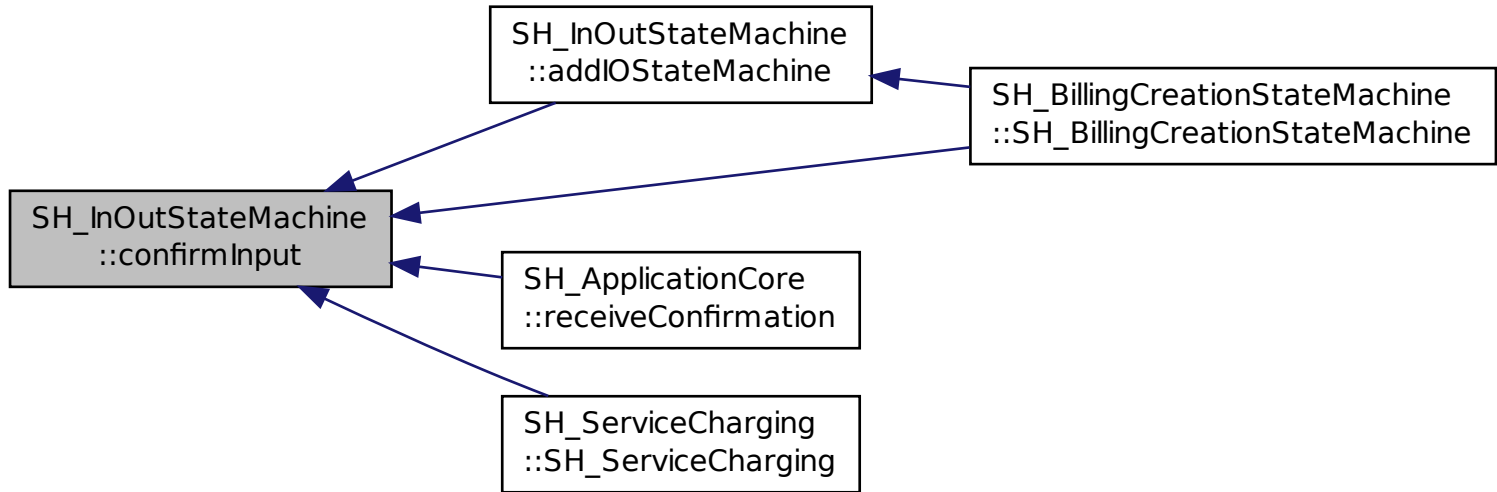 SH_InOutStateMachine
::addIOStateMachine
SH_BillingCreationStateMachine
::SH_BillingCreationStateMachine
SH_InOutStateMachine
::confirmInput
SH_ApplicationCore
::receiveConfirmation
SH_ServiceCharging
::SH_ServiceCharging